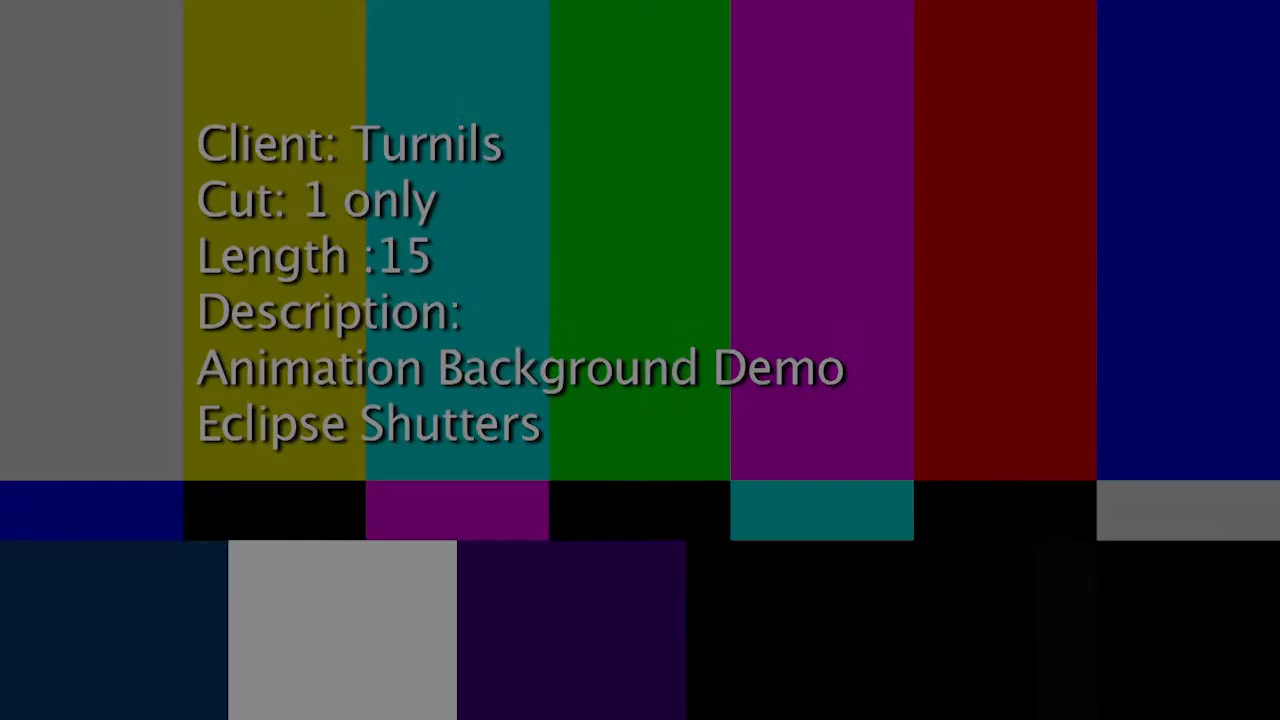 Client: Turnils
Cut: 1 only
Length :15
Description:
Animation Background Demo
Eclipse Shutters